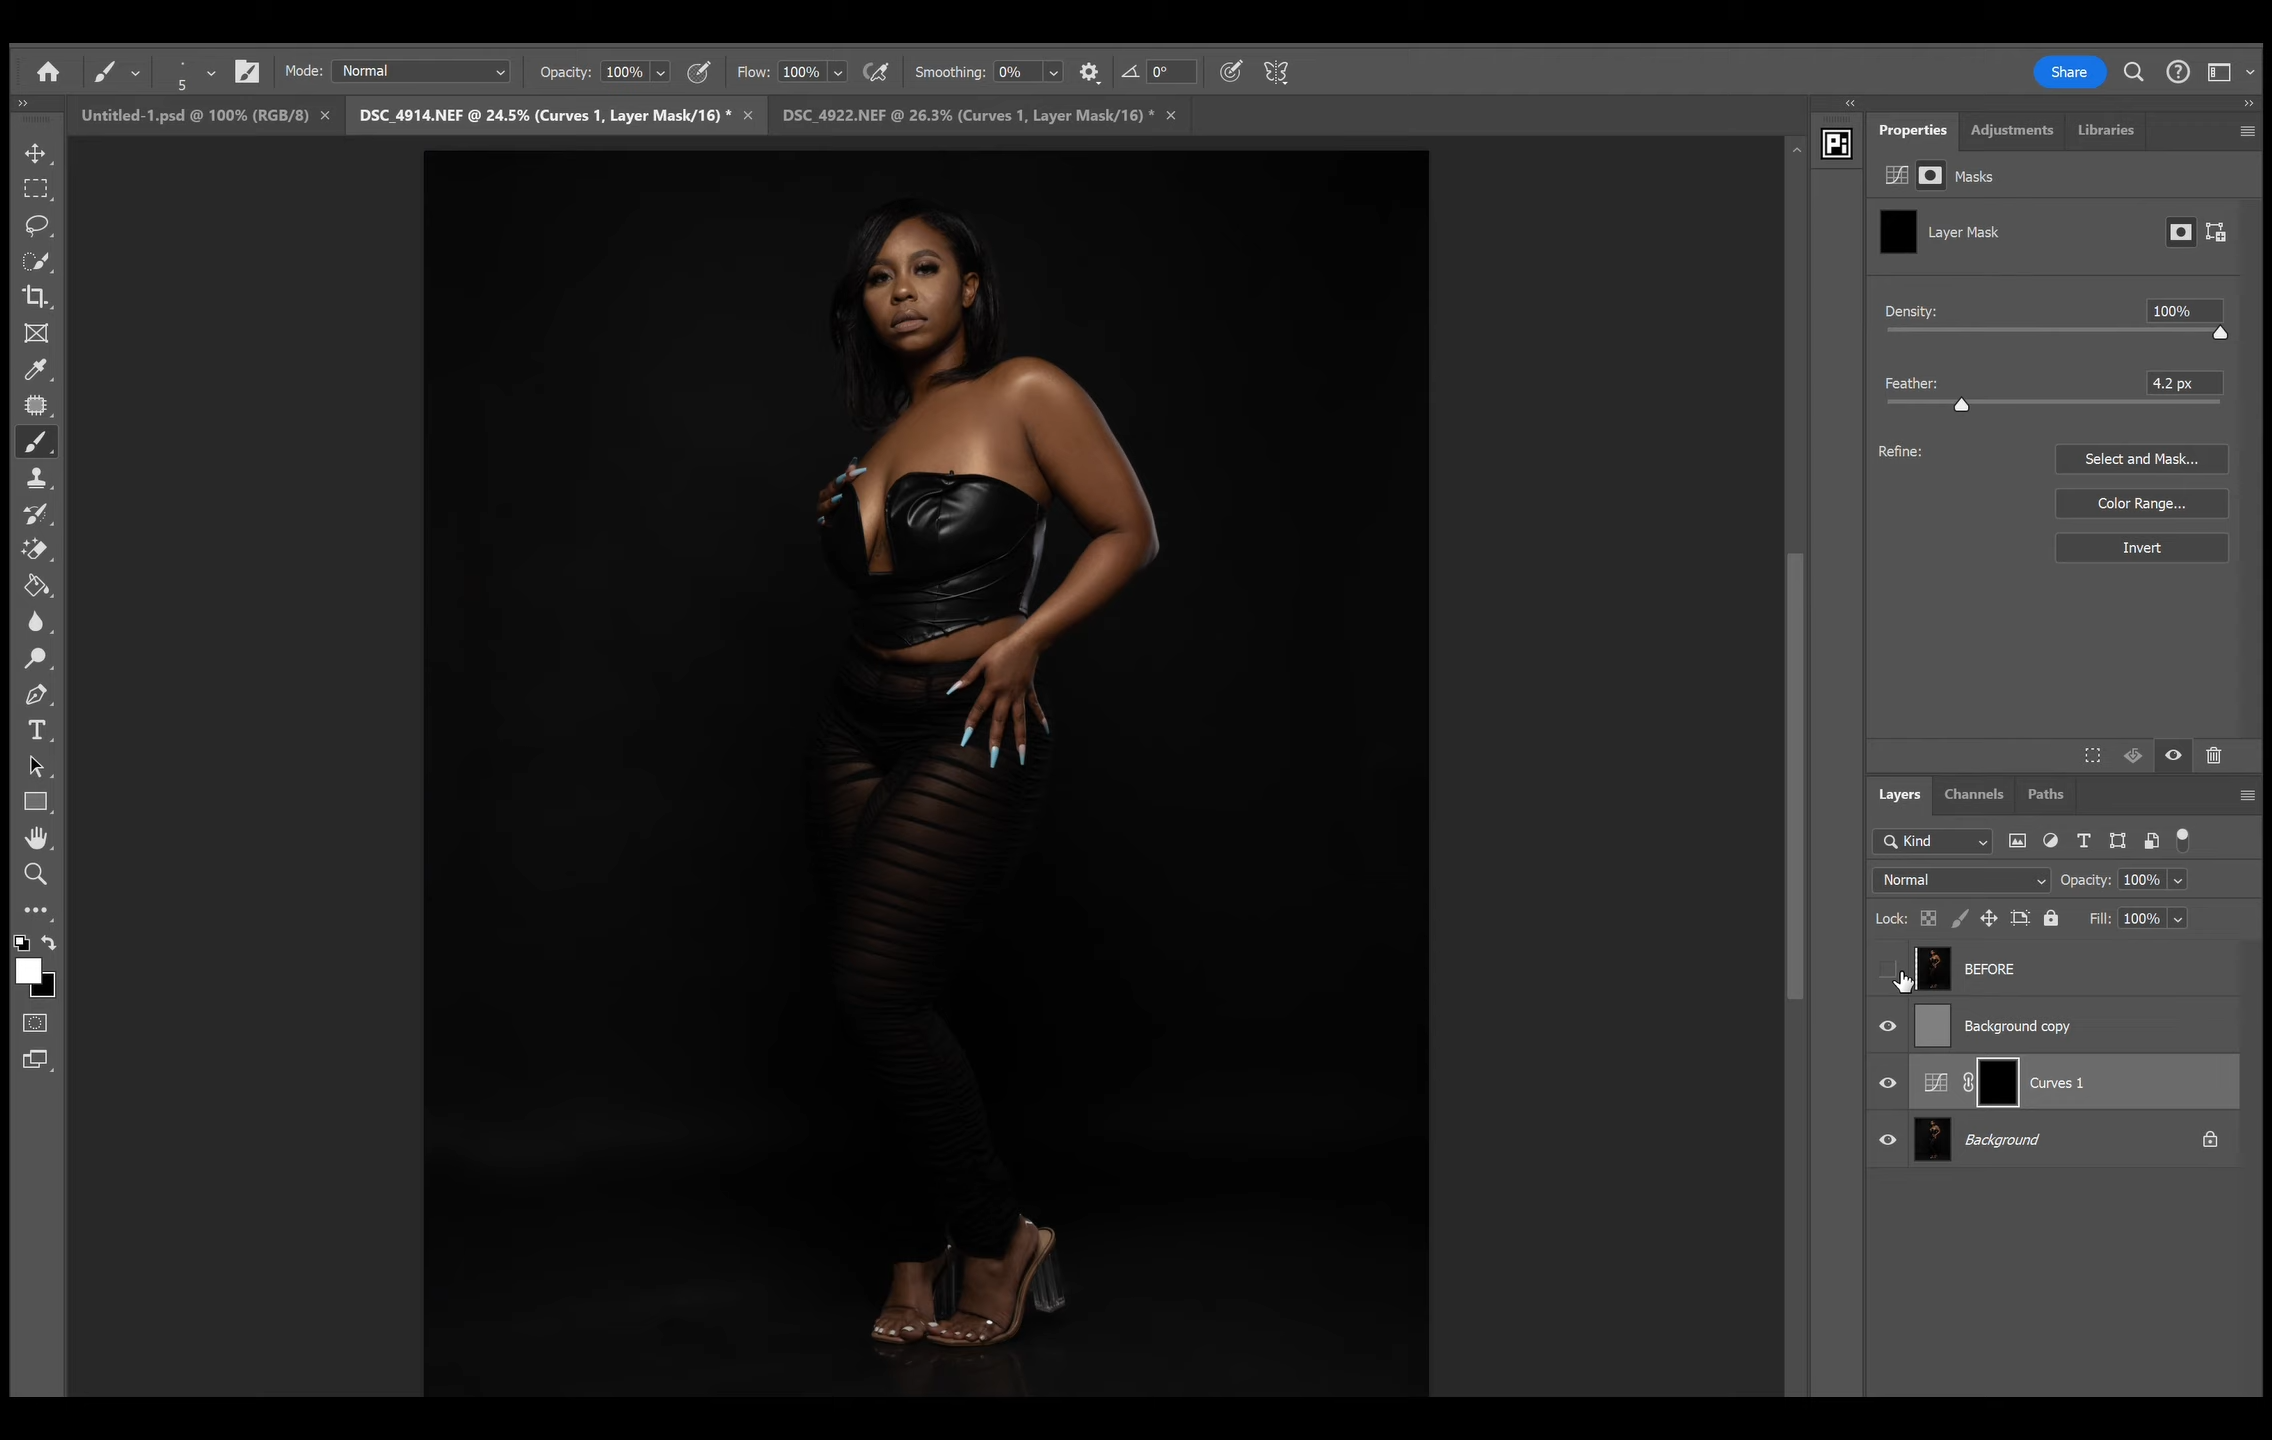 5 Mode: Normal Opacity: 100% Flow: 100% Smoothing: 0% 0° Share
Untitled-1.psd @ 100% (RGB/8) DSC_4914.NEF @ 24.5% (Curves 1, Layer Mask/16) * DSC_4922.NEF @ 26.3% (Curves 1, Layer Mask/16) *
Pi
Properties Adjustments Libraries
Masks
Layer Mask
Density: 100%
Feather: 4.2 px
Refine: Select and Mask...
Color Range...
Invert
Layers Channels Paths
Kind
Normal Opacity: 100%
Lock: Fill: 100%
BEFORE
Background copy
Curves 1
Background